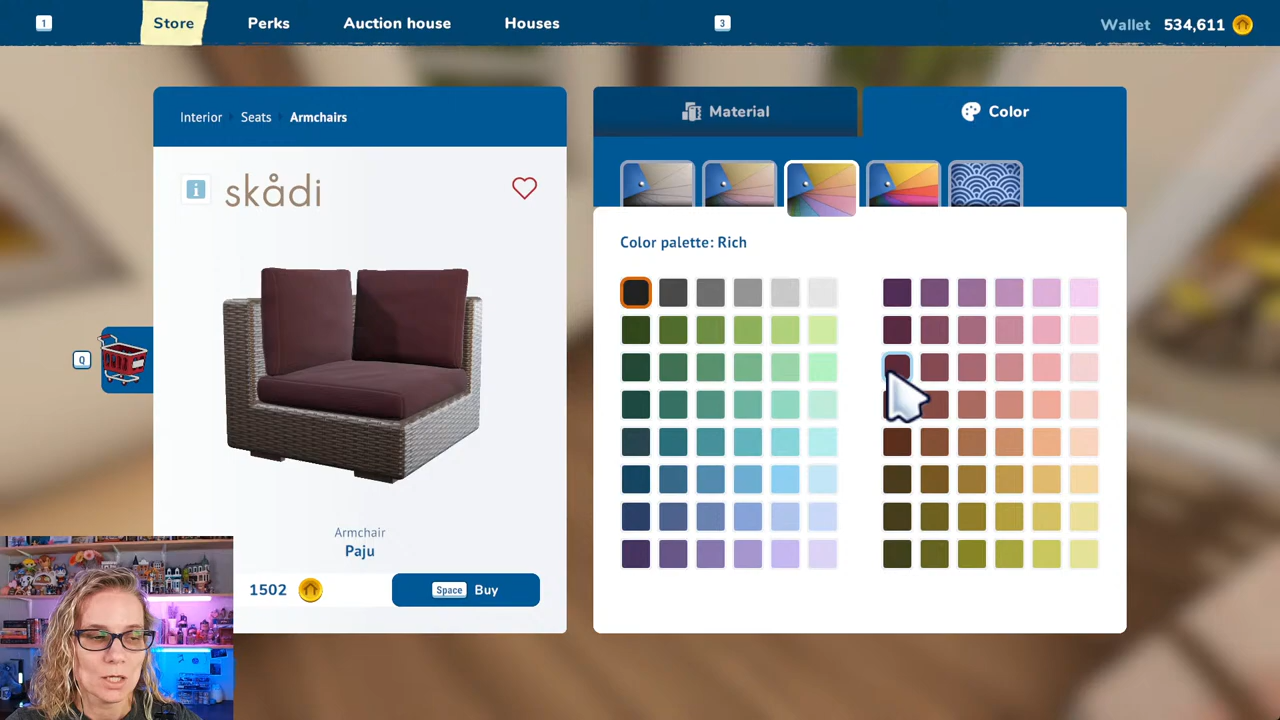 1
Store
Perks
Auction house
Houses
3
Wallet 534,611
Interior
Seats
Armchairs
Material
Color
i
skådi
Color palette: Rich
Q
Armchair
Paju
1502
Space Buy